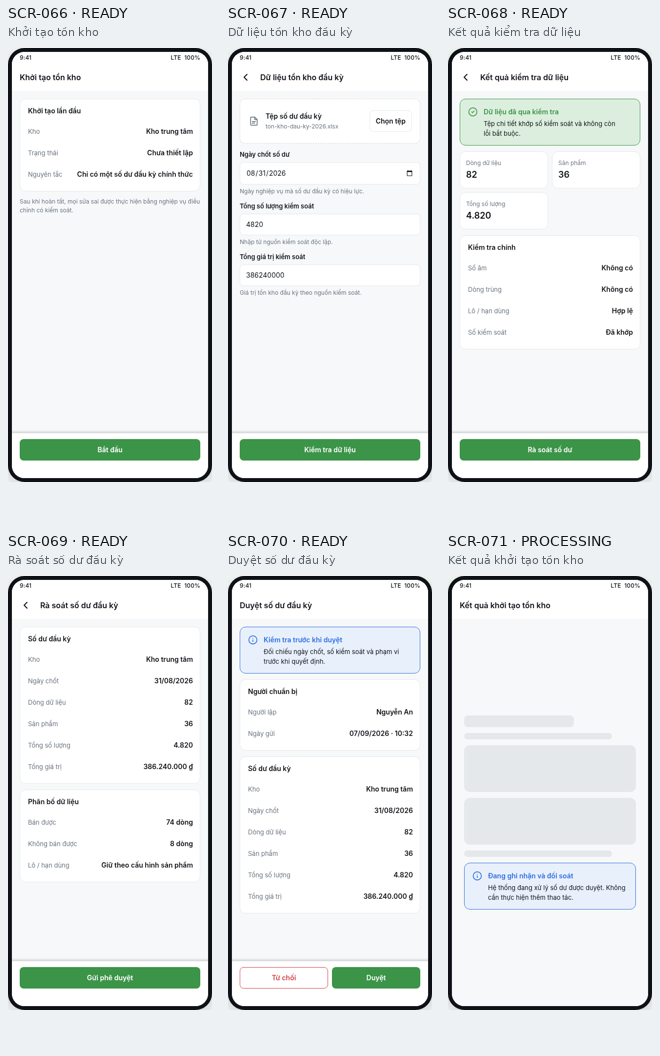 SCR-066 · READY
Khởi tạo tồn kho
9:41
LTE 100%
Khởi tạo tồn kho
Khởi tạo lần đầu
Kho
Kho trung tâm
Trạng thái
Chưa thiết lập
Nguyên tắc
Chỉ có một số dư đầu kỳ chính thức
Sau khi hoàn tất, mọi sửa sai được thực hiện bằng nghiệp vụ điều
chỉnh có kiểm soát.
Bắt đầu
SCR-067 · READY
Dữ liệu tồn kho đầu kỳ
9:41
LTE 100%
Dữ liệu tồn kho đầu kỳ
Tệp số dư đầu kỳ
ton-kho-dau-ky-2026.xlsx
Chọn tệp
Ngày chốt số dư
08/31/2026
Ngày nghiệp vụ mà số dư đầu kỳ có hiệu lực.
Tổng số lượng kiểm soát
4820
Nhập từ nguồn kiểm soát độc lập.
Tổng giá trị kiểm soát
386240000
Giá trị tồn kho đầu kỳ theo nguồn kiểm soát.
Kiểm tra dữ liệu
SCR-068 · READY
Kết quả kiểm tra dữ liệu
9:41
LTE 100%
Kết quả kiểm tra dữ liệu
Dữ liệu đã qua kiểm tra
Tệp chi tiết khớp số kiểm soát và không còn
lỗi bắt buộc.
Dòng dữ liệu
82
Sản phẩm
36
Tổng số lượng
4.820
Kiểm tra chính
Số âm
Không có
Dòng trùng
Không có
Lô / hạn dùng
Hợp lệ
Số kiểm soát
Đã khớp
Rà soát số dư
SCR-069 · READY
Rà soát số dư đầu kỳ
9:41
LTE 100%
Rà soát số dư đầu kỳ
Số dư đầu kỳ
Kho
Kho trung tâm
Ngày chốt
31/08/2026
Dòng dữ liệu
82
Sản phẩm
36
Tổng số lượng
4.820
Tổng giá trị
386.240.000 ₫
Phân bổ dữ liệu
Bán được
74 dòng
Không bán được
8 dòng
Lô / hạn dùng
Giữ theo cấu hình sản phẩm
Gửi phê duyệt
SCR-070 · READY
Duyệt số dư đầu kỳ
9:41
LTE 100%
Duyệt số dư đầu kỳ
Kiểm tra trước khi duyệt
Đối chiếu ngày chốt, số kiểm soát và phạm vi
trước khi quyết định.
Người chuẩn bị
Người lập
Nguyễn An
Ngày gửi
07/09/2026 · 10:32
Số dư đầu kỳ
Kho
Kho trung tâm
Ngày chốt
31/08/2026
Dòng dữ liệu
82
Sản phẩm
36
Tổng số lượng
4.820
Tổng giá trị
386.240.000 ₫
Từ chối
Duyệt
SCR-071 · PROCESSING
Kết quả khởi tạo tồn kho
9:41
LTE 100%
Kết quả khởi tạo tồn kho
Đang ghi nhận và đối soát
Hệ thống đang xử lý số dư được duyệt. Không
cần thực hiện thêm thao tác.